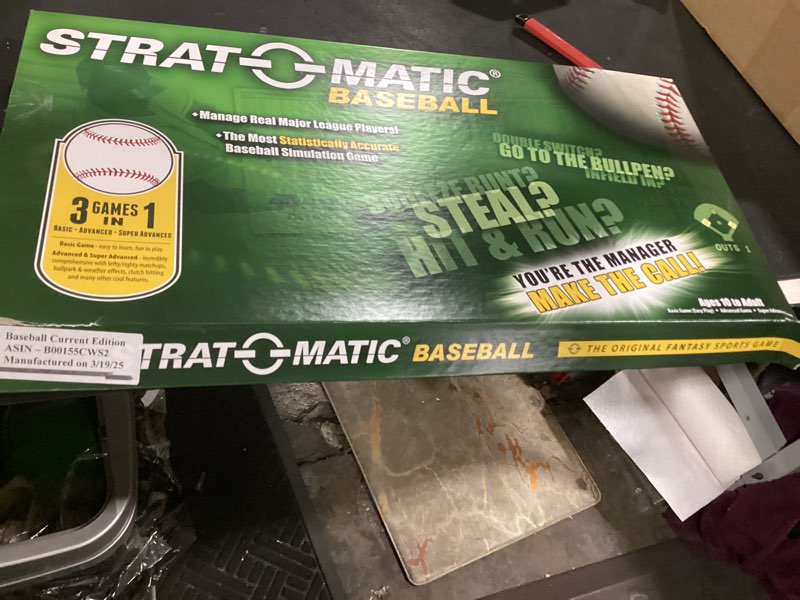 STRAT-O-MATIC®
BASEBALL
• Manage Real Major League Players!
• The Most Statistically Accurate
Baseball Simulation Game
3 GAMES IN 1
BASIC - ADVANCED - SUPER ADVANCED
Basic Game - easy to learn, fun to play
Advanced & Super Advanced - incredibly
comprehensive with lefty/righty matchups,
ballpark & weather effects, clutch hitting
and many other cool features.
DOUBLE SWITCH?
GO TO THE BULLPEN?
INFIELD IN?
SQUEEZE BUNT?
STEAL?
HIT & RUN?
OUTS
YOU'RE THE MANAGER
MAKE THE CALL!
Ages 10 to Adult
Baseball Current Edition
ASIN – B00155CWS2
Manufactured on 3/19/25
TRAT-O-MATIC® BASEBALL
THE ORIGINAL FANTASY SPORTS GAME